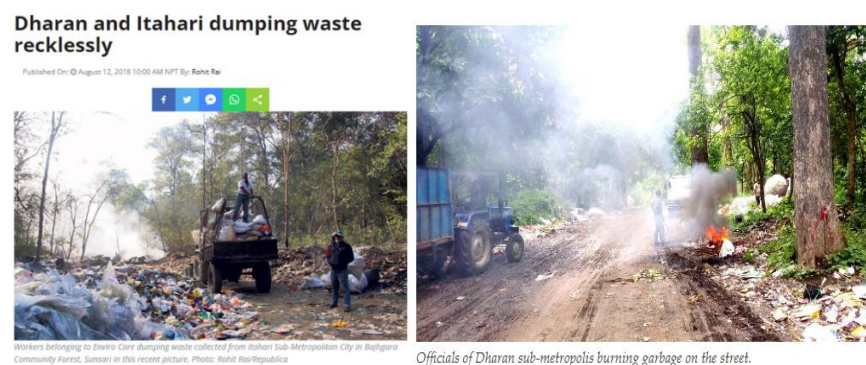 Dharan and Itahari dumping waste
recklessly
Published On: August 12, 2018 10:00 AM NPT By: Rohit Rai
Workers belonging to Enviro Care dumping waste collected from Itahari Sub-Metropolitan City in Bajhgara
Community Forest, Sunsari in this recent picture. Photo: Rohit Rai/Republica
Officials of Dharan sub-metropolis burning garbage on the street.